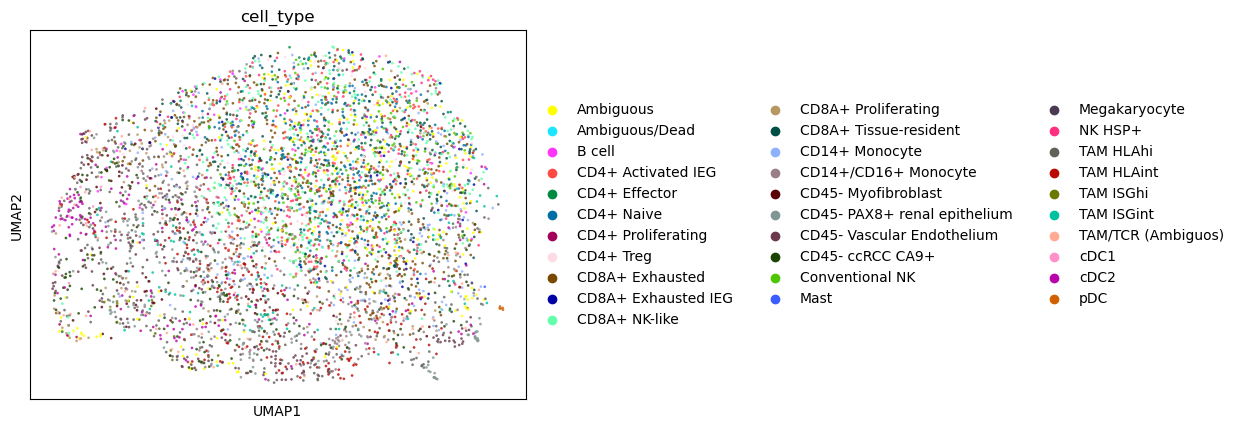 cell_type
UMAP2
UMAP1
Ambiguous
Ambiguous/Dead
B cell
CD4+ Activated IEG
CD4+ Effector
CD4+ Naive
CD4+ Proliferating
CD4+ Treg
CD8A+ Exhausted
CD8A+ Exhausted IEG
CD8A+ NK-like
CD8A+ Proliferating
CD8A+ Tissue-resident
CD14+ Monocyte
CD14+/CD16+ Monocyte
CD45- Myofibroblast
CD45- PAX8+ renal epithelium
CD45- Vascular Endothelium
CD45- ccRCC CA9+
Conventional NK
Mast
Megakaryocyte
NK HSP+
TAM HLAhi
TAM HLAint
TAM ISGhi
TAM ISGint
TAM/TCR (Ambiguos)
cDC1
cDC2
pDC